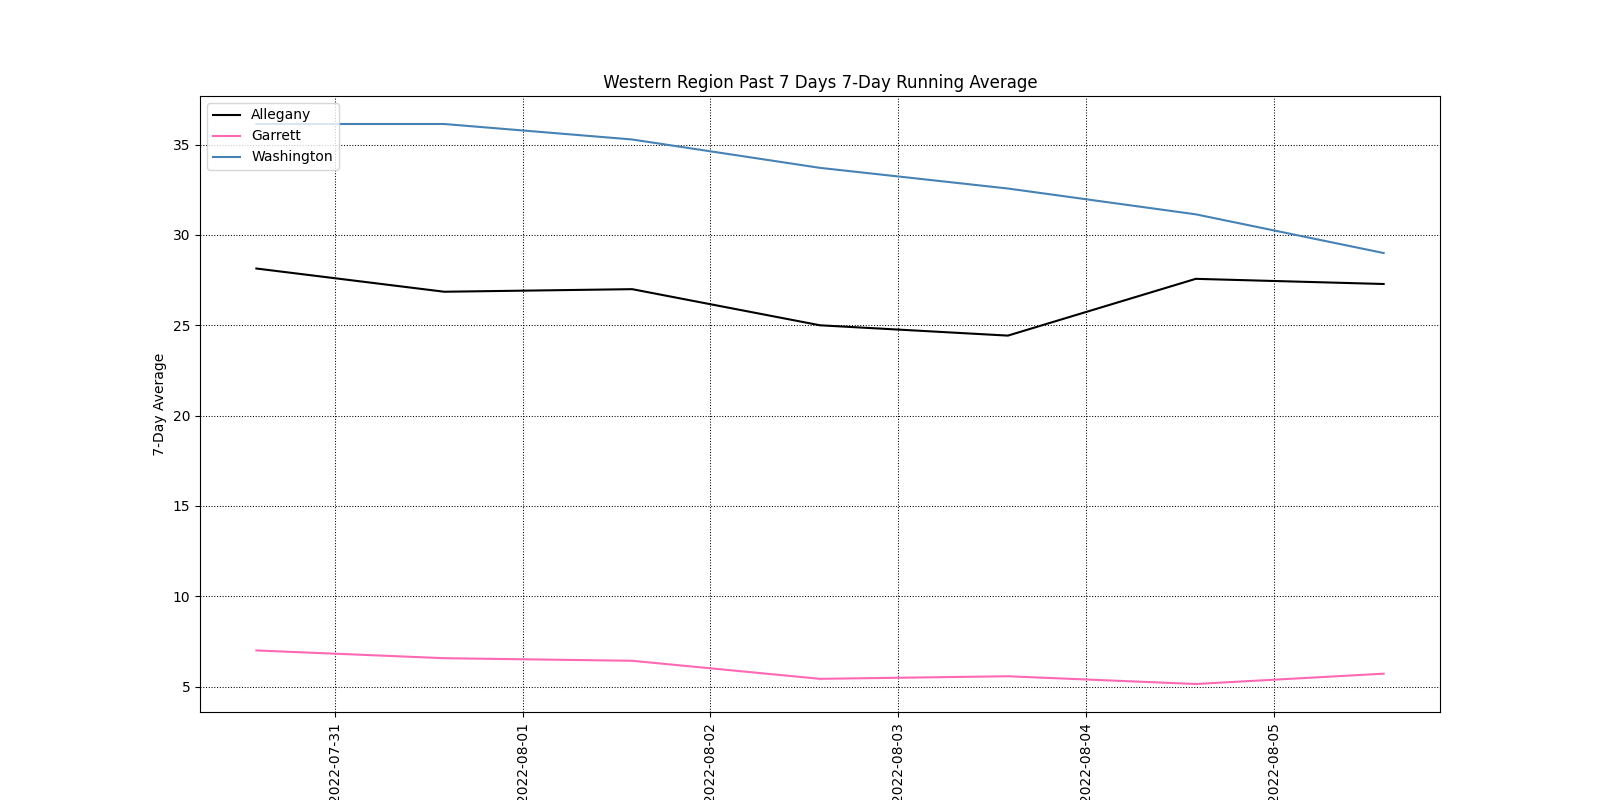 Western Region Past 7 Days 7-Day Running Average
Allegany
Garrett
Washington
7-Day Average
35
30
25
20
15
10
5
2022-07-31
2022-08-01
2022-08-02
2022-08-03
2022-08-04
2022-08-05